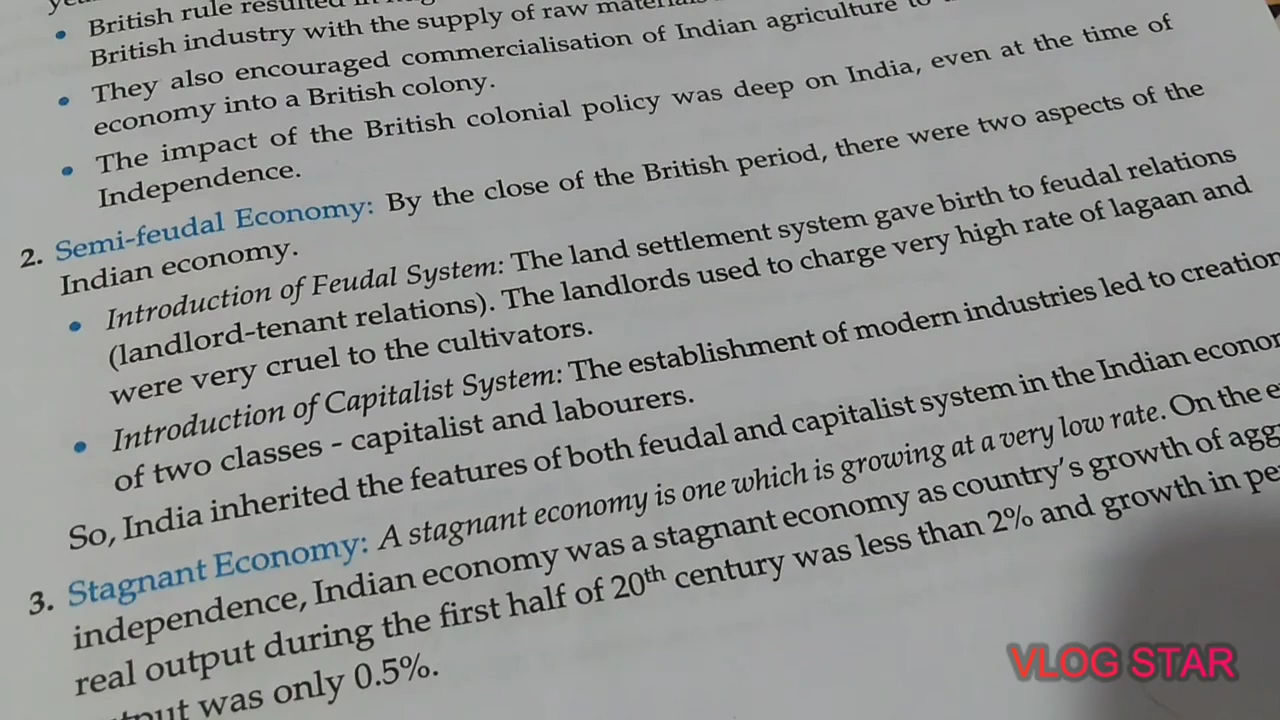 British rule resulted in
British industry with the supply of raw materials
They also encouraged commercialisation of Indian agriculture to
economy into a British colony.
The impact of the British colonial policy was deep on India, even at the time of
Independence.
2. Semi-feudal Economy: By the close of the British period, there were two aspects of the
Indian economy.
Introduction of Feudal System: The land settlement system gave birth to feudal relations
(landlord-tenant relations). The landlords used to charge very high rate of lagaan and
were very cruel to the cultivators.
Introduction of Capitalist System: The establishment of modern industries led to creation
of two classes - capitalist and labourers.
So, India inherited the features of both feudal and capitalist system in the Indian
3. Stagnant Economy: A stagnant economy is one which is growing at a very low rate. On the
independence, Indian economy was a stagnant economy as country's growth of
real output during the first half of 20th century was less than 2% and growth in
was only 0.5%.
VLOG STAR